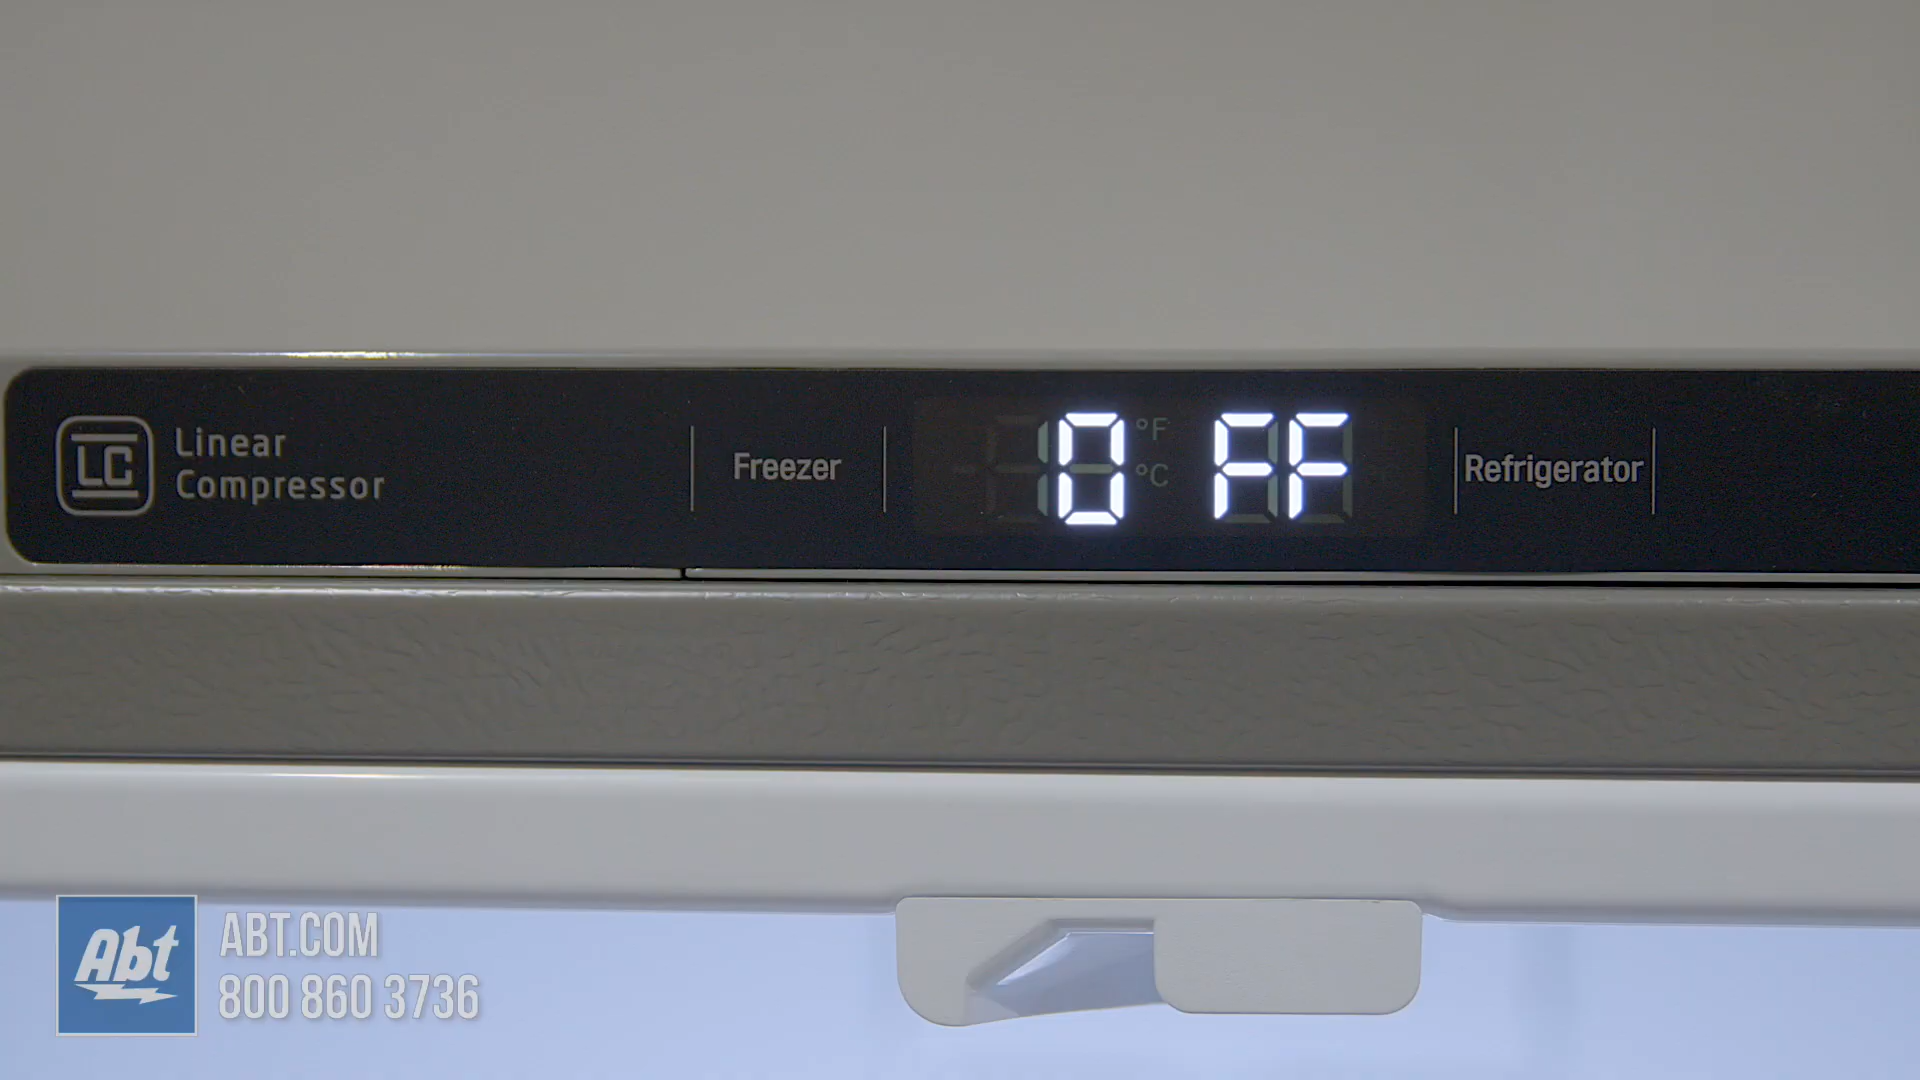 LC
Linear
Compressor
Freezer
0 FF
°F
°C
Refrigerator
Abt
ABT.COM
800 860 3736